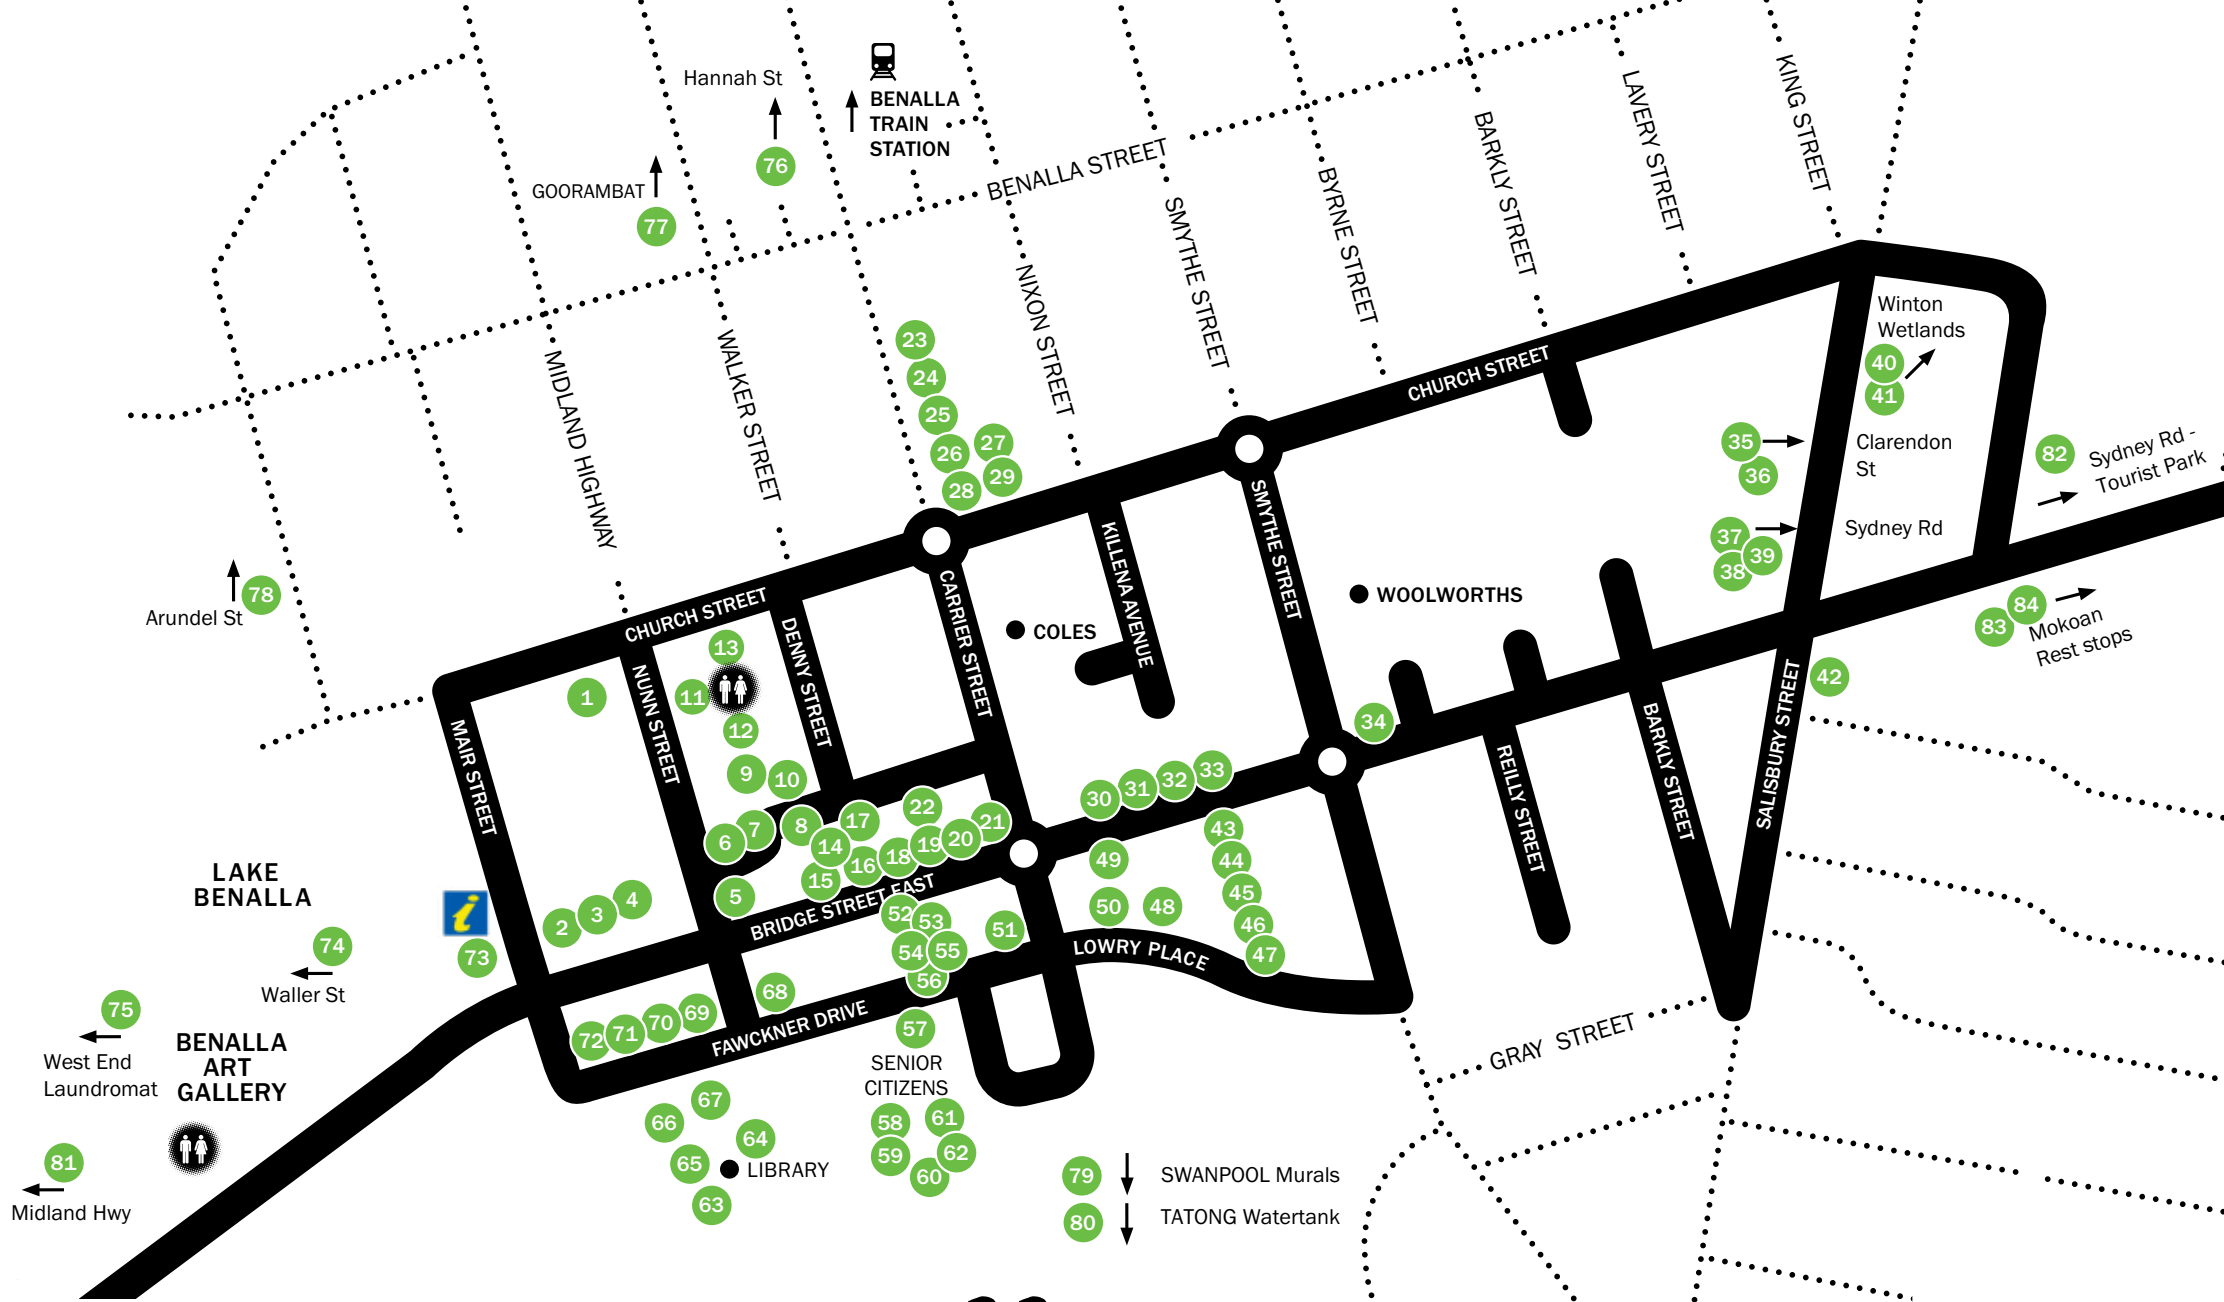 Hannah St
BENALLA
TRAIN
STATION
76
GOORAMBAT
77
BENALLA STREET
SMYTHE STREET
BYRNE STREET
BARKLY STREET
LAVERY STREET
KING STREET
MIDLAND HIGHWAY
WALKER STREET
NIXON STREET
23
24
25
26
27
28
29
CHURCH STREET
Winton
Wetlands
40
41
35
36
Clarendon
St
37
38
39
Sydney Rd
82
Sydney Rd -
Tourist Park
84
83
Mokoan
Rest stops
42
78
Arundel St
CHURCH STREET
13
11
12
9
10
1
MAIR STREET
NUNN STREET
DENNY STREET
CARRIER STREET
COLES
KILLENA AVENUE
SMYTHE STREET
WOOLWORTHS
34
REILLY STREET
BARKLY STREET
SALISBURY STREET
30
31
32
33
6
7
8
17
22
14
16
18
19
20
21
15
5
2
3
4
BRIDGE STREET EAST
LAKE
BENALLA
i
73
74
Waller St
75
West End
Laundromat
BENALLA
ART
GALLERY
81
Midland Hwy
52
53
54
55
56
51
49
50
48
43
44
45
46
47
LOWRY PLACE
68
69
70
71
72
FAWCKNER DRIVE
57
SENIOR
CITIZENS
58
61
59
62
60
67
66
64
65
LIBRARY
63
GRAY STREET
79
SWANPOOL Murals
80
TATONG Watertank